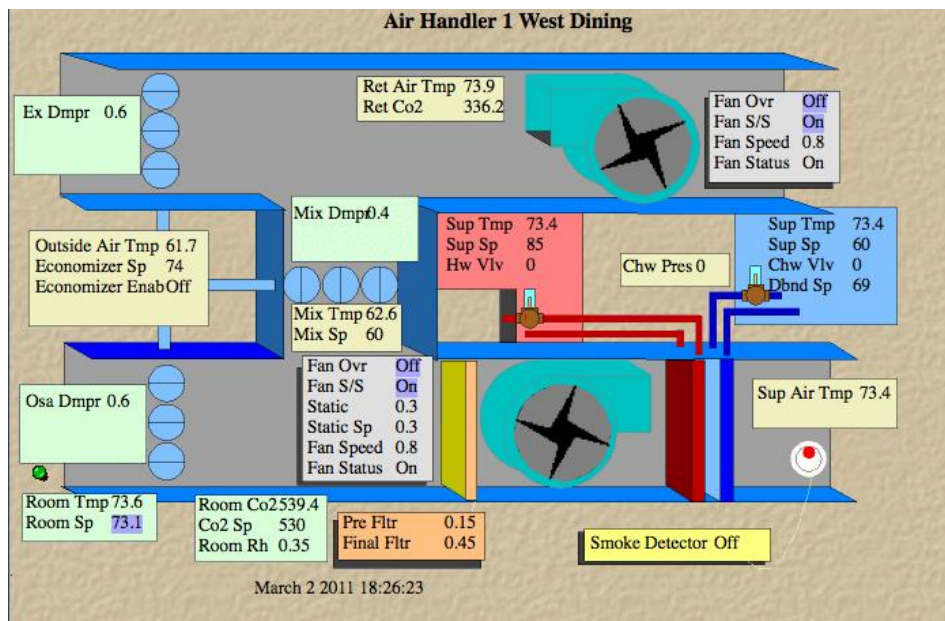 Air Handler 1 West Dining
Ret Air Tmp 73.9
Ret Co2 336.2
Ex Dmpr 0.6
Fan Ovr Off
Fan S/S On
Fan Speed 0.8
Fan Status On
Mix Dmpr 0.4
Sup Tmp 73.4
Sup Sp 85
Hw Vlv 0
Sup Tmp 73.4
Sup Sp 60
Chw Vlv 0
Dbnd Sp 69
Outside Air Tmp 61.7
Economizer Sp 74
Economizer Enab Off
Chw Pres 0
Mix Tmp 62.6
Mix Sp 60
Fan Ovr Off
Fan S/S On
Static 0.3
Static Sp 0.3
Fan Speed 0.8
Fan Status On
Osa Dmpr 0.6
Sup Air Tmp 73.4
Room Tmp 73.6
Room Sp 73.1
Room Co2 539.4
Co2 Sp 530
Room Rh 0.35
Pre Fltr 0.15
Final Fltr 0.45
Smoke Detector Off
March 2 2011 18:26:23